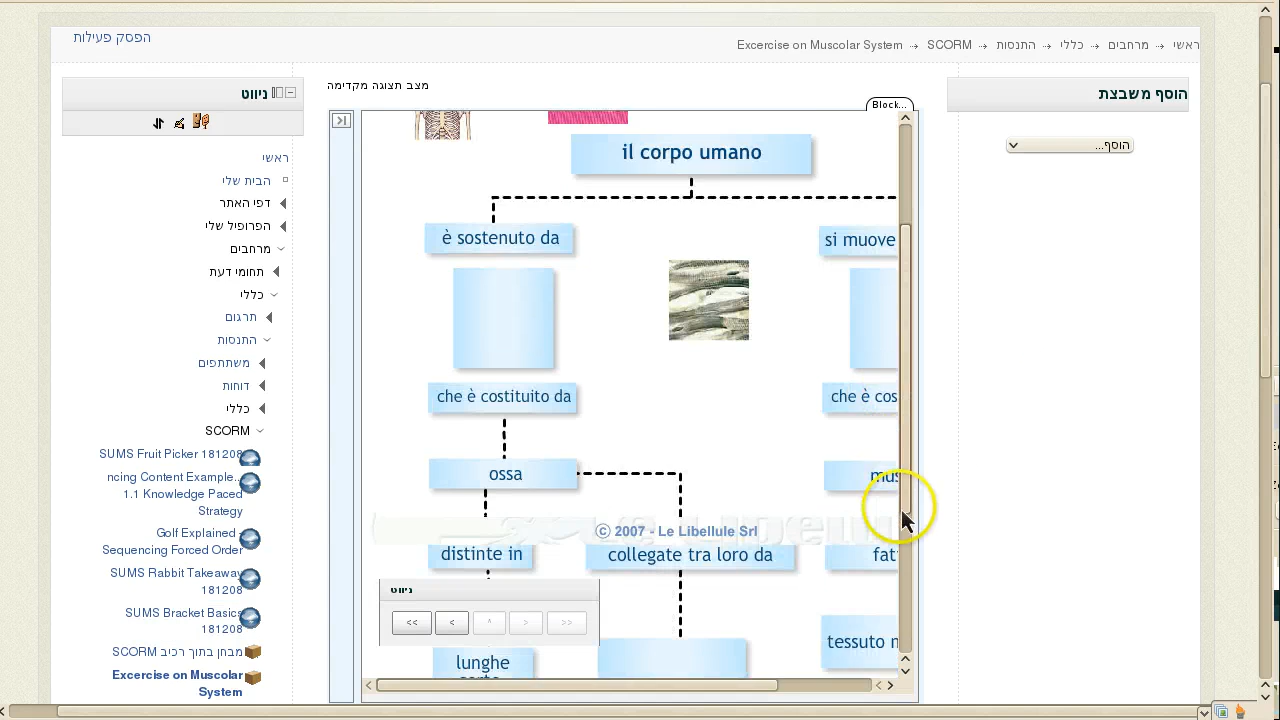 הפסק פעילות
ראשי → מרחבים → כללי → התנסות → SCORM → Excercise on Muscolar System
הוסף משבצת
הוסף...
ניווט
ראשי
הבית שלי
דפי האתר
הפרופיל שלי
מרחבים
תחומי דעת
כללי
תרגום
התנסות
משתתפים
דוחות
כללי
SCORM
SUMS Fruit Picker 181208
ncing Content Example..
1.1 Knowledge Paced
Strategy
Golf Explained -
Sequencing Forced Order
SUMS Rabbit Takeaway
181208
SUMS Bracket Basics
181208
מבחן בתוך רכיב SCORM
Excercise on Muscolar
System
מצב תצוגה מקדימה
Block...
il corpo umano
è sostenuto da
si muove
che è costituito da
che è cos
ossa
mus
© 2007 - Le Libellule Srl
distinte in
collegate tra loro da
fat
ניווט
<< < ^ > >>
lunghe
tessuto m